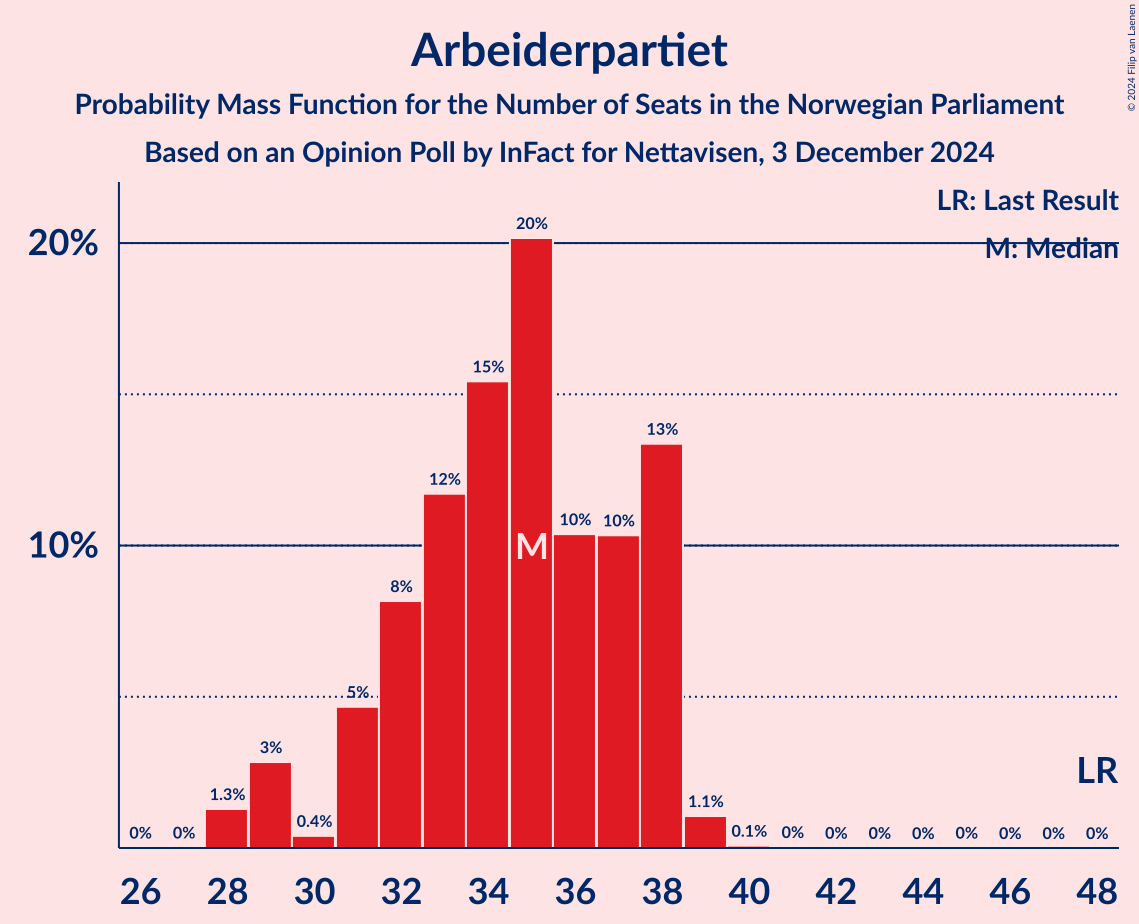 Arbeiderpartiet
Probability Mass Function for the Number of Seats in the Norwegian Parliament
Based on an Opinion Poll by InFact for Nettavisen, 3 December 2024
© 2024 Filip van Laenen
LR: Last Result
M: Median
20%
10%
0% 0% 1.3% 3% 0.4% 5% 8% 12% 15% 20% 10% 10% 13% 1.1% 0.1% 0% 0% 0% 0% 0% 0% 0% 0%
M
LR
26 28 30 32 34 36 38 40 42 44 46 48